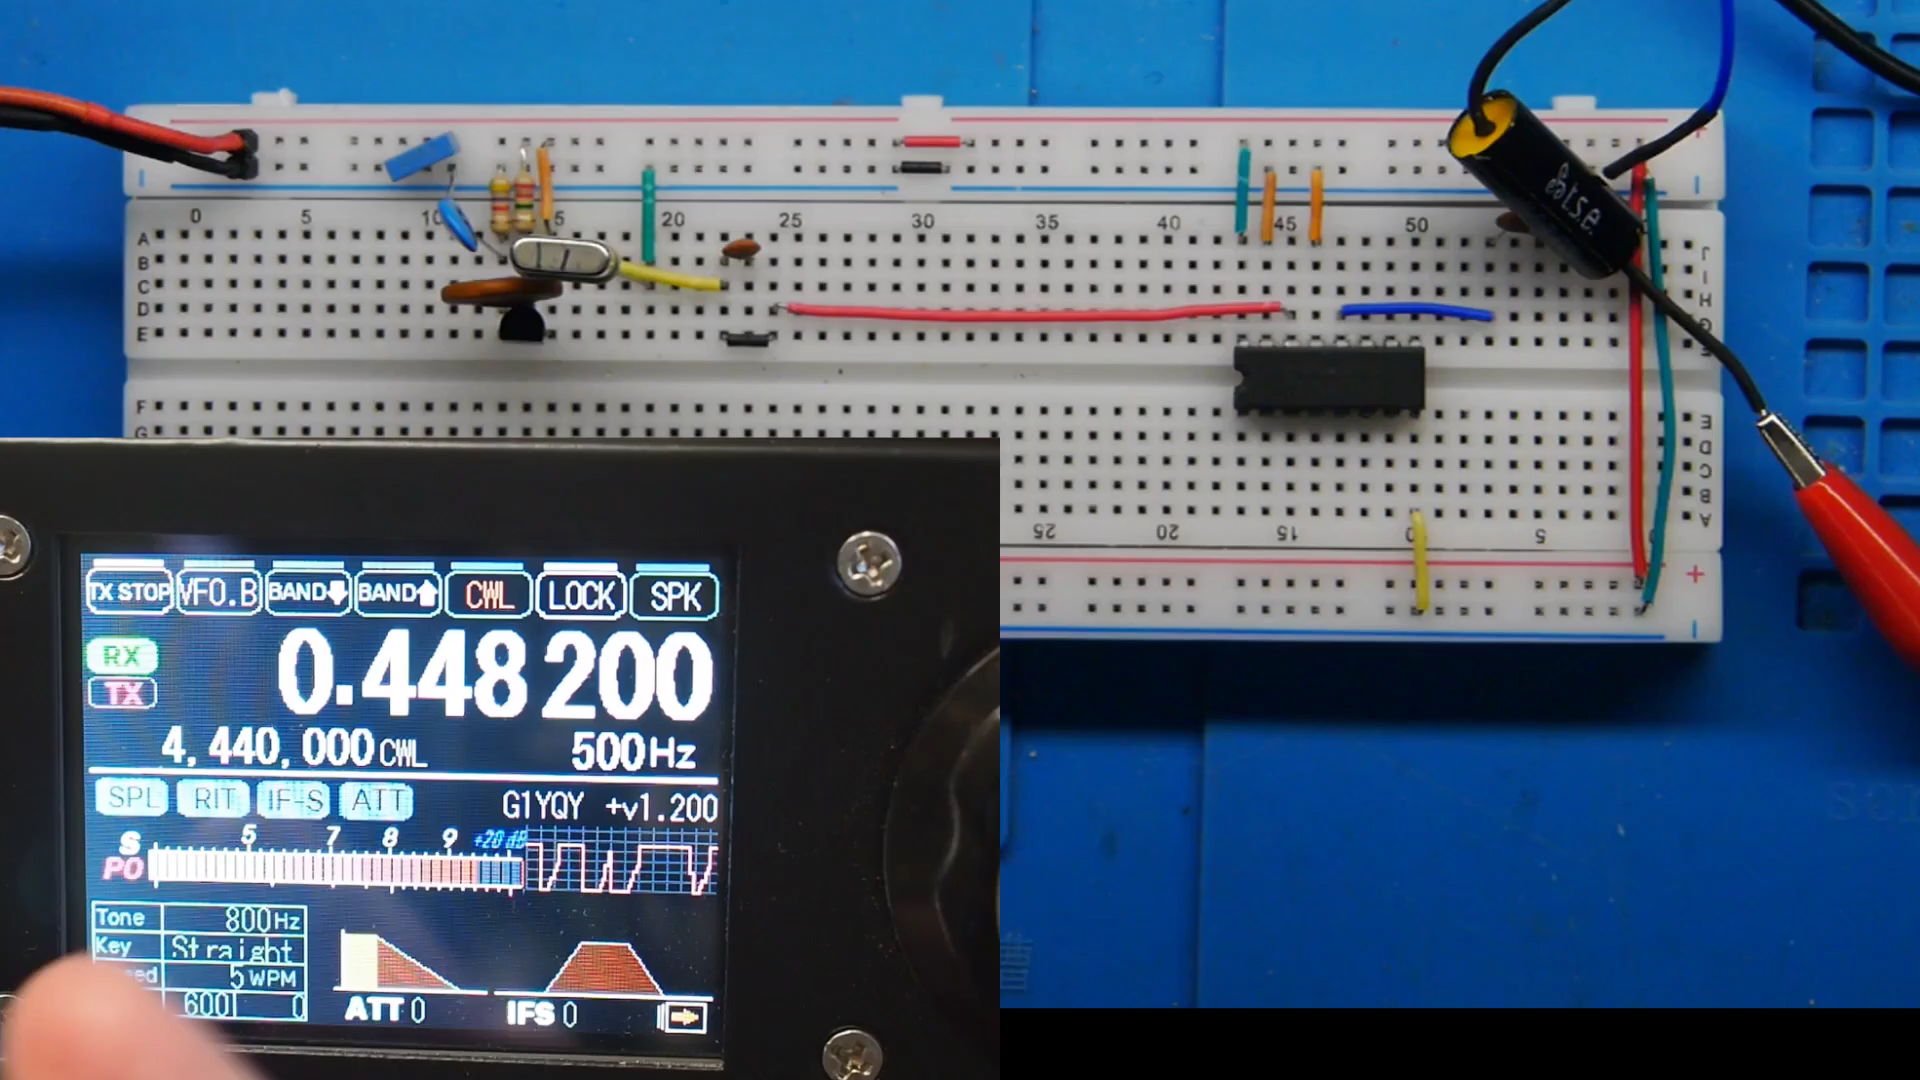 +
0 5 10 15 20 25 30 35 40 45 50
A
B
C
D
E
F
G
J
I
H
G
F
E
D
C
B
A
25 20 15 10 5 0
+
TX STOP VFO.B BAND BAND CWL LOCK SPK
RX 0.448 200
TX
4,440,000 CWL 500Hz
SPL RIT IF-S ATT G1YQY +v1.200
S 5 7 8 9 +20 dB
PO
Tone 800Hz
Key Straight
5 WPM
600 0
ATT 0 IFS 0